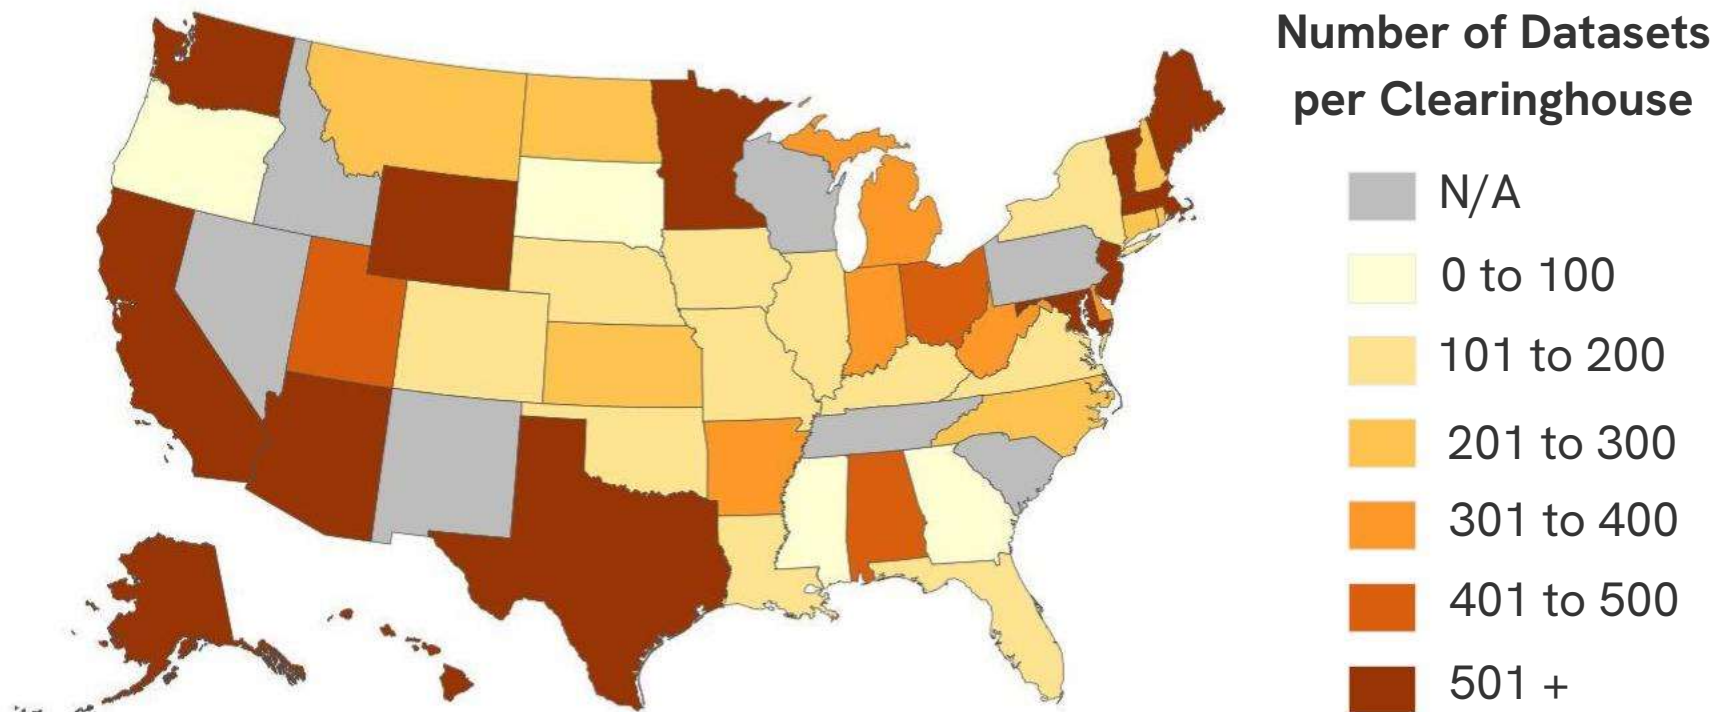 Number of Datasets
per Clearinghouse
N/A
0 to 100
101 to 200
201 to 300
301 to 400
401 to 500
501 +